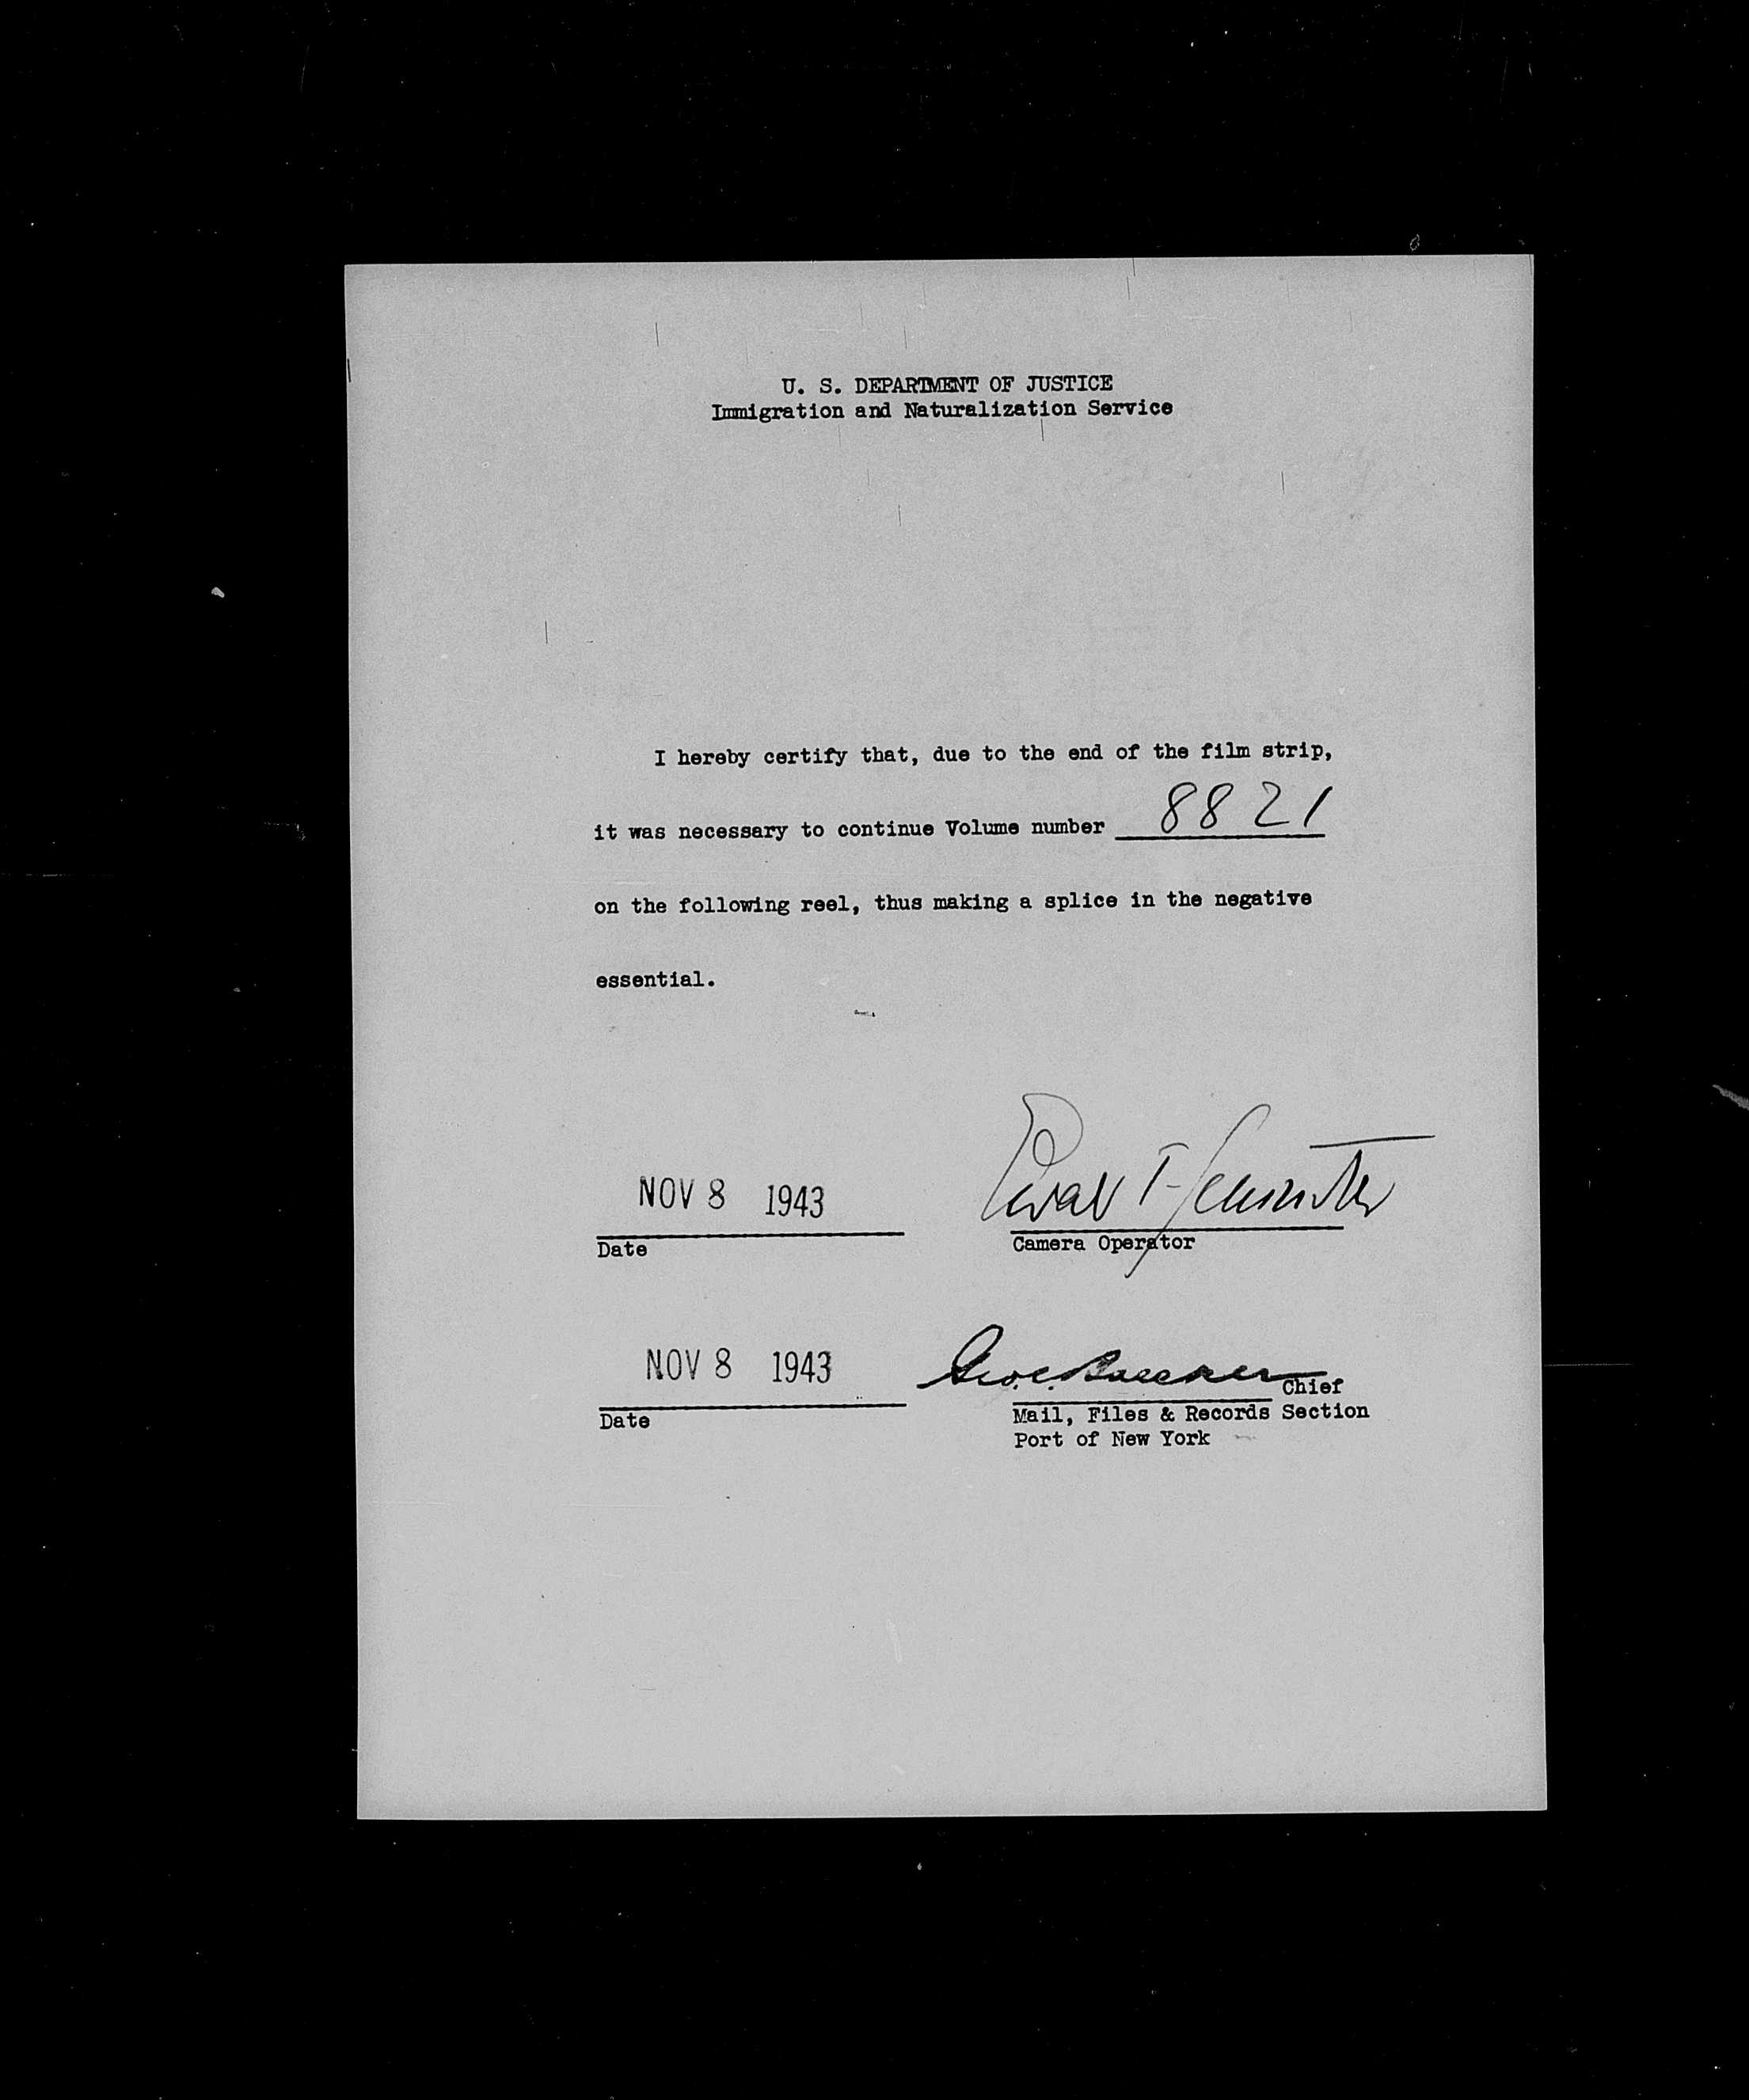 U. S. DEPARTMENT OF JUSTICE
Immigration and Naturalization Service
I hereby certify that, due to the end of the film strip,
it was necessary to continue Volume number 8821
on the following reel, thus making a splice in the negative
essential.
NOV 8 1943
Date
Camera Operator
NOV 8 1943
Chief
Date
Mail, Files & Records Section
Port of New York